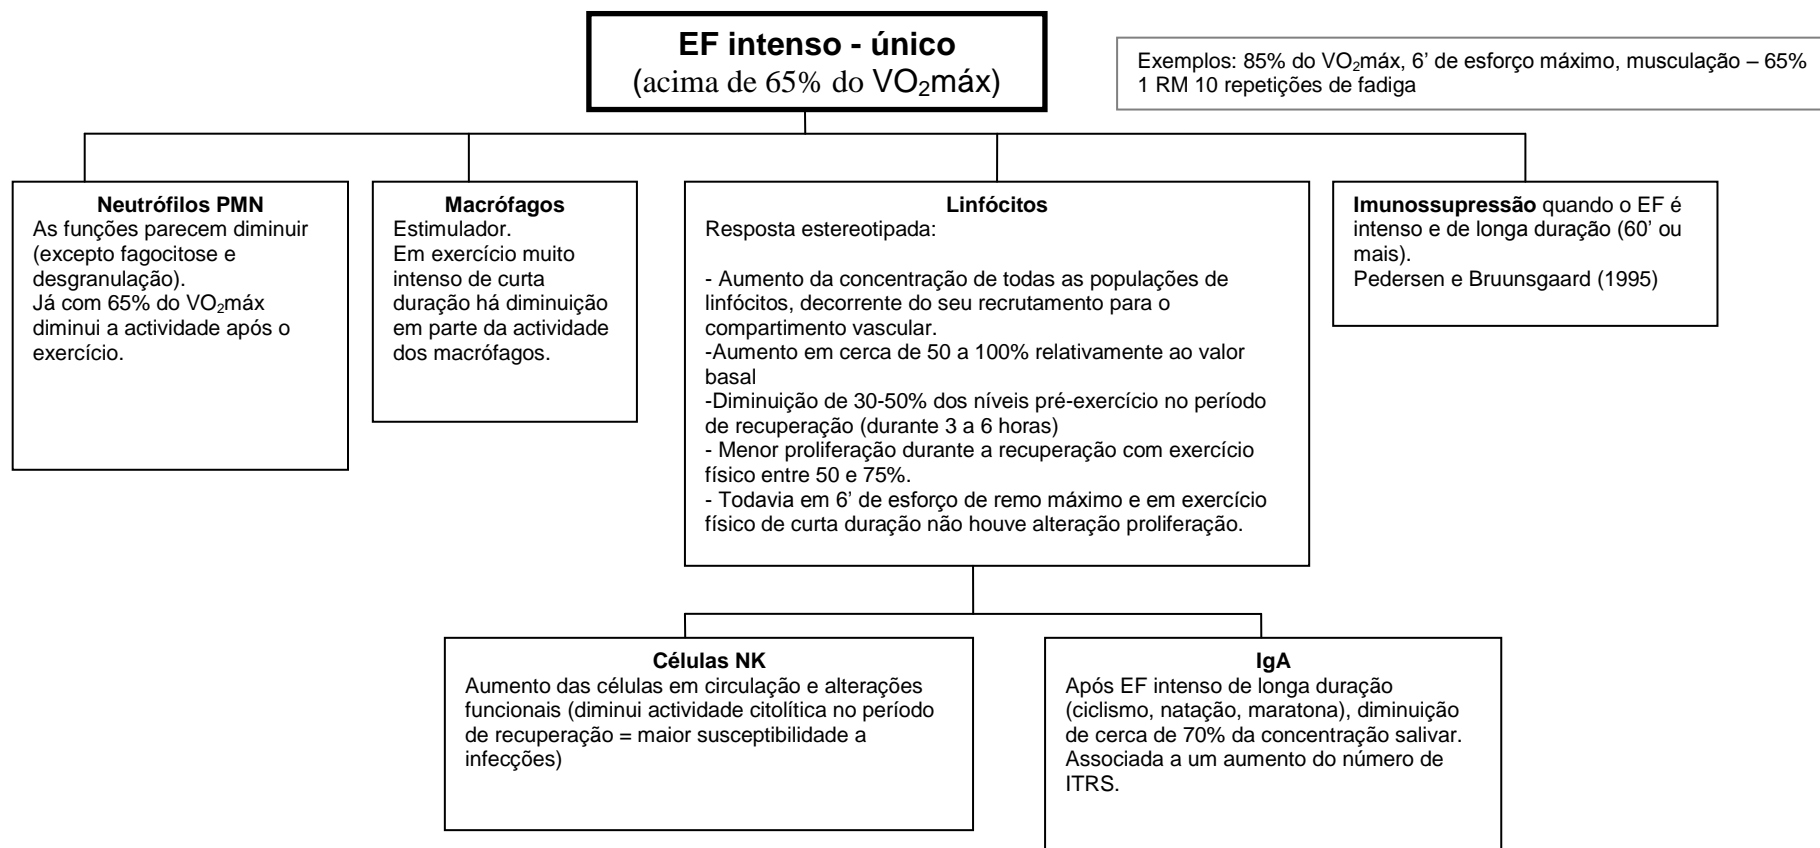 EF intenso - único
(acima de 65% do VO₂máx)
Exemplos: 85% do VO₂máx, 6’ de esforço máximo, musculação – 65%
1 RM 10 repetições de fadiga
Neutrófilos PMN
As funções parecem diminuir
(excepto fagocitose e
desgranulação).
Já com 65% do VO₂máx
diminui a actividade após o
exercício.
Macrófagos
Estimulador.
Em exercício muito
intenso de curta
duração há diminuição
em parte da actividade
dos macrófagos.
Linfócitos
Resposta estereotipada:
- Aumento da concentração de todas as populações de
linfócitos, decorrente do seu recrutamento para o
compartimento vascular.
-Aumento em cerca de 50 a 100% relativamente ao valor
basal
-Diminuição de 30-50% dos níveis pré-exercício no período
de recuperação (durante 3 a 6 horas)
- Menor proliferação durante a recuperação com exercício
físico entre 50 e 75%.
- Todavia em 6’ de esforço de remo máximo e em exercício
físico de curta duração não houve alteração proliferação.
Imunossupressão quando o EF é
intenso e de longa duração (60’ ou
mais).
Pedersen e Bruunsgaard (1995)
Células NK
Aumento das células em circulação e alterações
funcionais (diminui actividade citolítica no período
de recuperação = maior susceptibilidade a
infecções)
IgA
Após EF intenso de longa duração
(ciclismo, natação, maratona), diminuição
de cerca de 70% da concentração salivar.
Associada a um aumento do número de
ITRS.